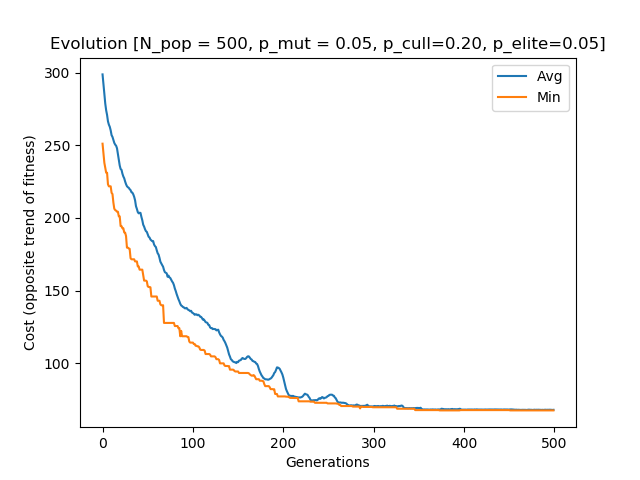 Evolution [N_pop = 500, p_mut = 0.05, p_cull=0.20, p_elite=0.05]
Cost (opposite trend of fitness)
300
250
200
150
100
Avg
Min
0 100 200 300 400 500
Generations